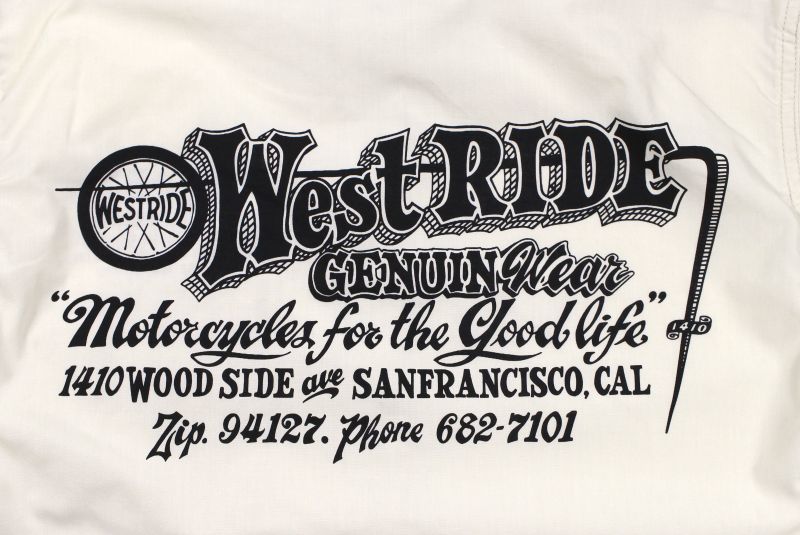 WESTRIDE
West RIDE
GENUIN Wear
"Motorcycles for the Good life"
1410
1410 WOOD SIDE ave SANFRANCISCO, CAL
Zip. 94127. Phone 682-7101